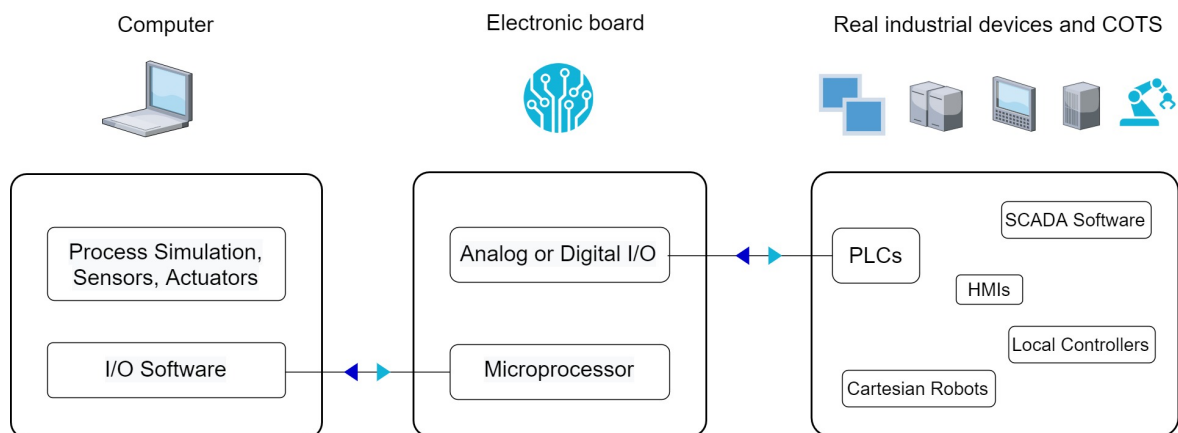 Computer
Electronic board
Real industrial devices and COTS
Process Simulation,
Sensors, Actuators
I/O Software
Analog or Digital I/O
Microprocessor
PLCs
SCADA Software
HMIs
Local Controllers
Cartesian Robots